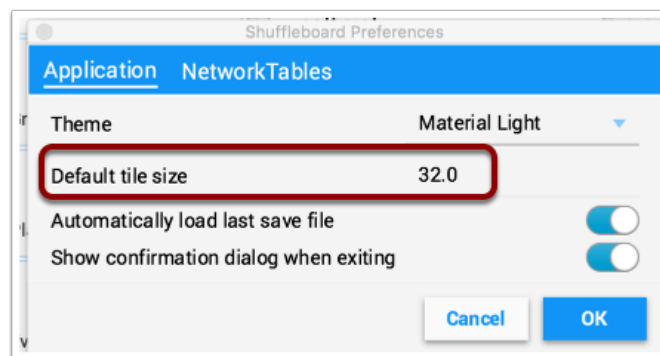 Shuffleboard Preferences
Application NetworkTables
Theme Material Light
Default tile size 32.0
Automatically load last save file
Show confirmation dialog when exiting
Cancel OK